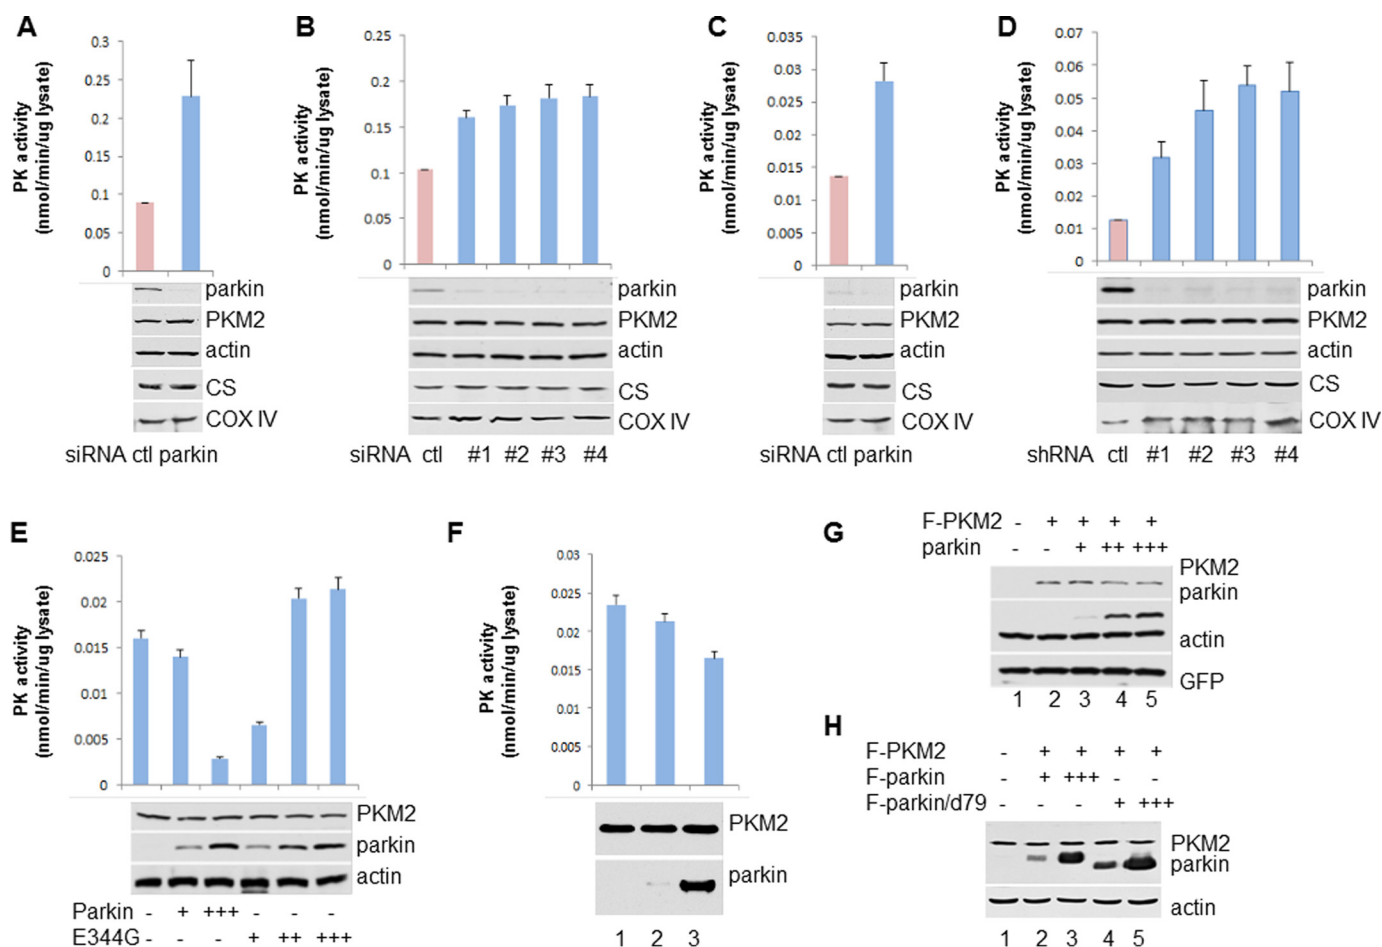 A
PK activity
(nmol/min/ug lysate)
0.3
0.25
0.2
0.15
0.1
0.05
0
parkin
PKM2
actin
CS
COX IV
siRNA ctl parkin
B
PK activity
(nmol/min/ug lysate)
0.25
0.2
0.15
0.1
0.05
0
parkin
PKM2
actin
CS
COX IV
siRNA ctl #1 #2 #3 #4
C
PK activity
(nmol/min/ug lysate)
0.035
0.03
0.025
0.02
0.015
0.01
0.005
0
parkin
PKM2
actin
CS
COX IV
siRNA ctl parkin
D
PK activity
(nmol/min/ug lysate)
0.07
0.06
0.05
0.04
0.03
0.02
0.01
0
parkin
PKM2
actin
CS
COX IV
shRNA ctl #1 #2 #3 #4
E
PK activity
(nmol/min/ug lysate)
0.025
0.02
0.015
0.01
0.005
0
PKM2
parkin
actin
Parkin - + +++ - - -
E344G - - - + ++ +++
F
PK activity
(nmol/min/ug lysate)
0.03
0.025
0.02
0.015
0.01
0.005
0
PKM2
parkin
1 2 3
G
F-PKM2 - + + + +
parkin - - + ++ +++
PKM2
parkin
actin
GFP
1 2 3 4 5
H
F-PKM2 - + + + +
F-parkin - + +++ - -
F-parkin/d79 - - - + +++
PKM2
parkin
actin
1 2 3 4 5